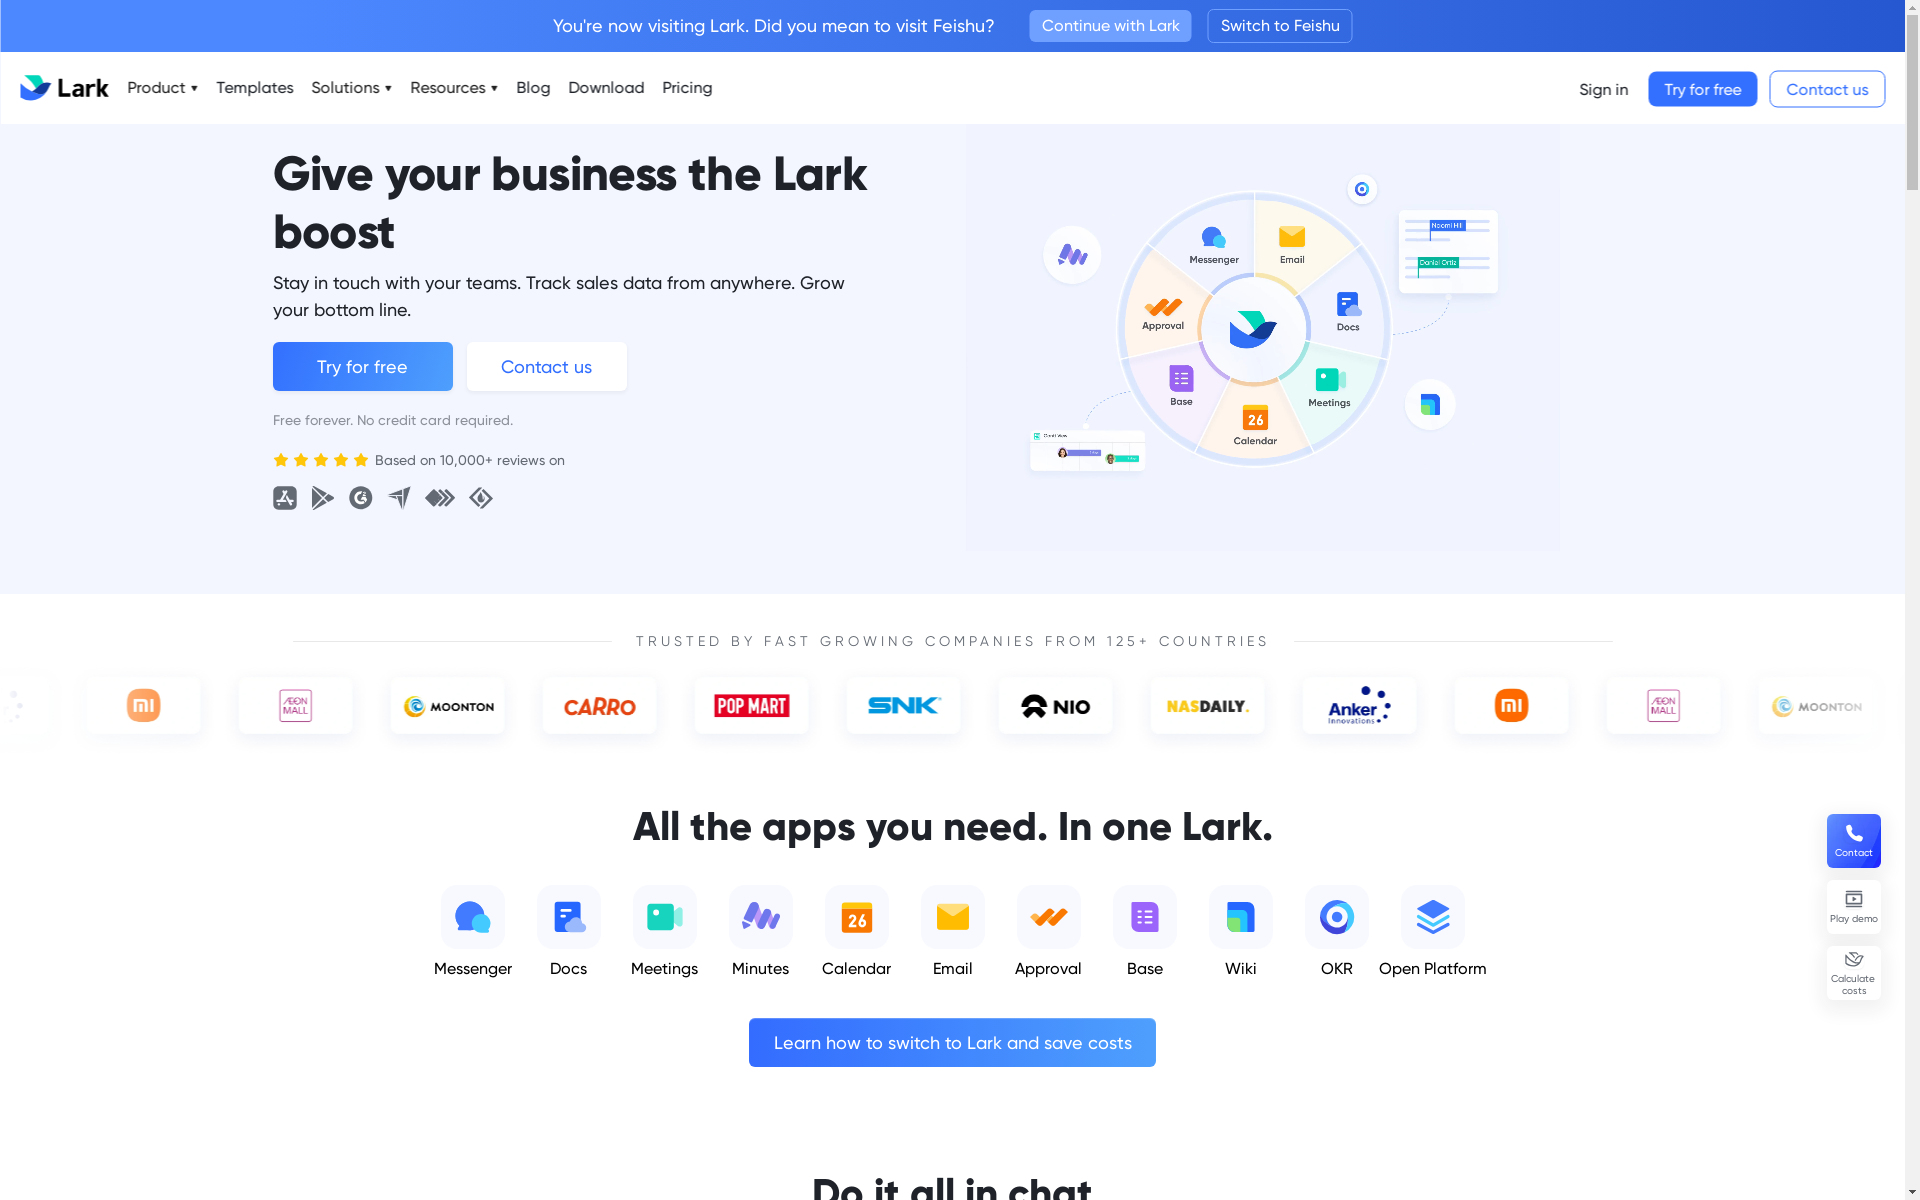 You're now visiting Lark. Did you mean to visit Feishu?
Continue with Lark
Switch to Feishu
Lark
Product
Templates
Solutions
Resources
Blog
Download
Pricing
Sign in
Try for free
Contact us
Give your business the Lark
boost
Stay in touch with your teams. Track sales data from anywhere. Grow
your bottom line.
Try for free
Contact us
Free forever. No credit card required.
Based on 10,000+ reviews on
Messenger
Email
Naomi Hill
Daniel Ortiz
Approval
Docs
Base
Meetings
26
Calendar
Gantt View
TRUSTED BY FAST GROWING COMPANIES FROM 125+ COUNTRIES
mi
ÆON
MALL
MOONTON
CARRO
POP MART
SNK
NIO
NASDAILY.
Anker
Innovations
mi
ÆON
MALL
MOONTON
All the apps you need. In one Lark.
26
Messenger
Docs
Meetings
Minutes
Calendar
Email
Approval
Base
Wiki
OKR
Open Platform
Learn how to switch to Lark and save costs
Contact
Play demo
Calculate
costs
Do it all in chat